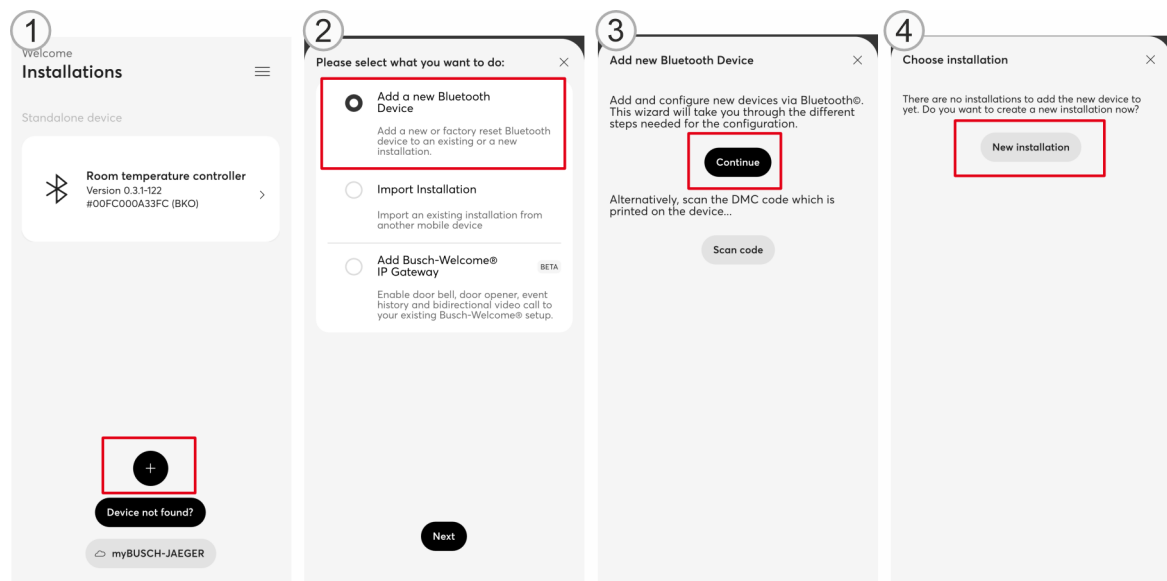 1
Welcome
Installations
Standalone device
Room temperature controller
Version 0.3.1-122
#00FC000A33FC (BKO)
+
Device not found?
myBUSCH-JAEGER
2
Please select what you want to do:
Add a new Bluetooth
Device
Add a new or factory reset Bluetooth
device to an existing or a new
installation.
Import Installation
Import an existing installation from
another mobile device
Add Busch-Welcome®
IP Gateway
BETA
Enable door bell, door opener, event
history and bidirectional video call to
your existing Busch-Welcome® setup.
Next
3
Add new Bluetooth Device
Add and configure new devices via Bluetooth©.
This wizard will take you through the different
steps needed for the configuration.
Continue
Alternatively, scan the DMC code which is
printed on the device...
Scan code
4
Choose installation
There are no installations to add the new device to
yet. Do you want to create a new installation now?
New installation